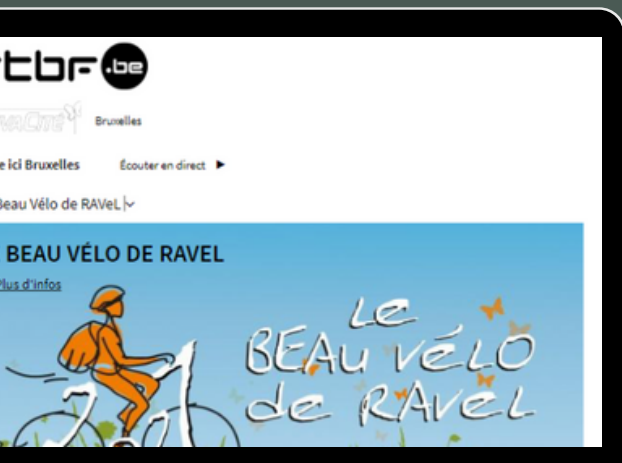 tbf.be
Bruxelles
e ici Bruxelles Écouter en direct
Beau Vélo de RAVeL
BEAU VÉLO DE RAVEL
Plus d'infos
Le
BEAU VÉLO
de RAVeL